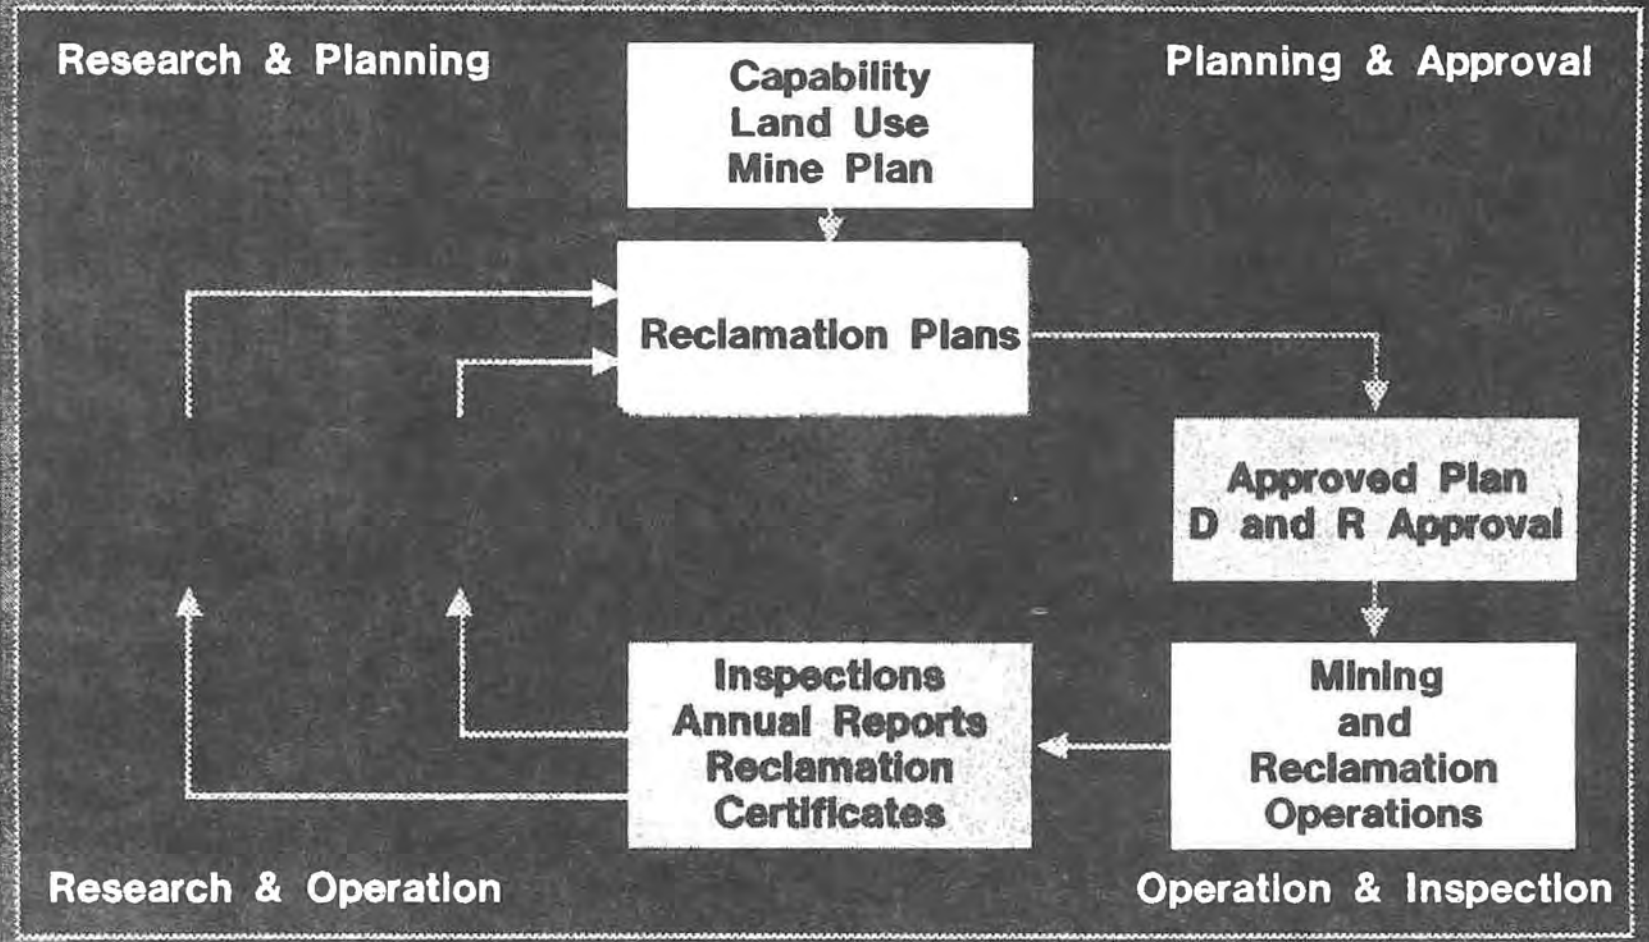 Research & Planning
Planning & Approval
Capability
Land Use
Mine Plan
Reclamation Plans
Approved Plan
D and R Approval
Inspections
Annual Reports
Reclamation
Certificates
Mining
and
Reclamation
Operations
Research & Operation
Operation & Inspection